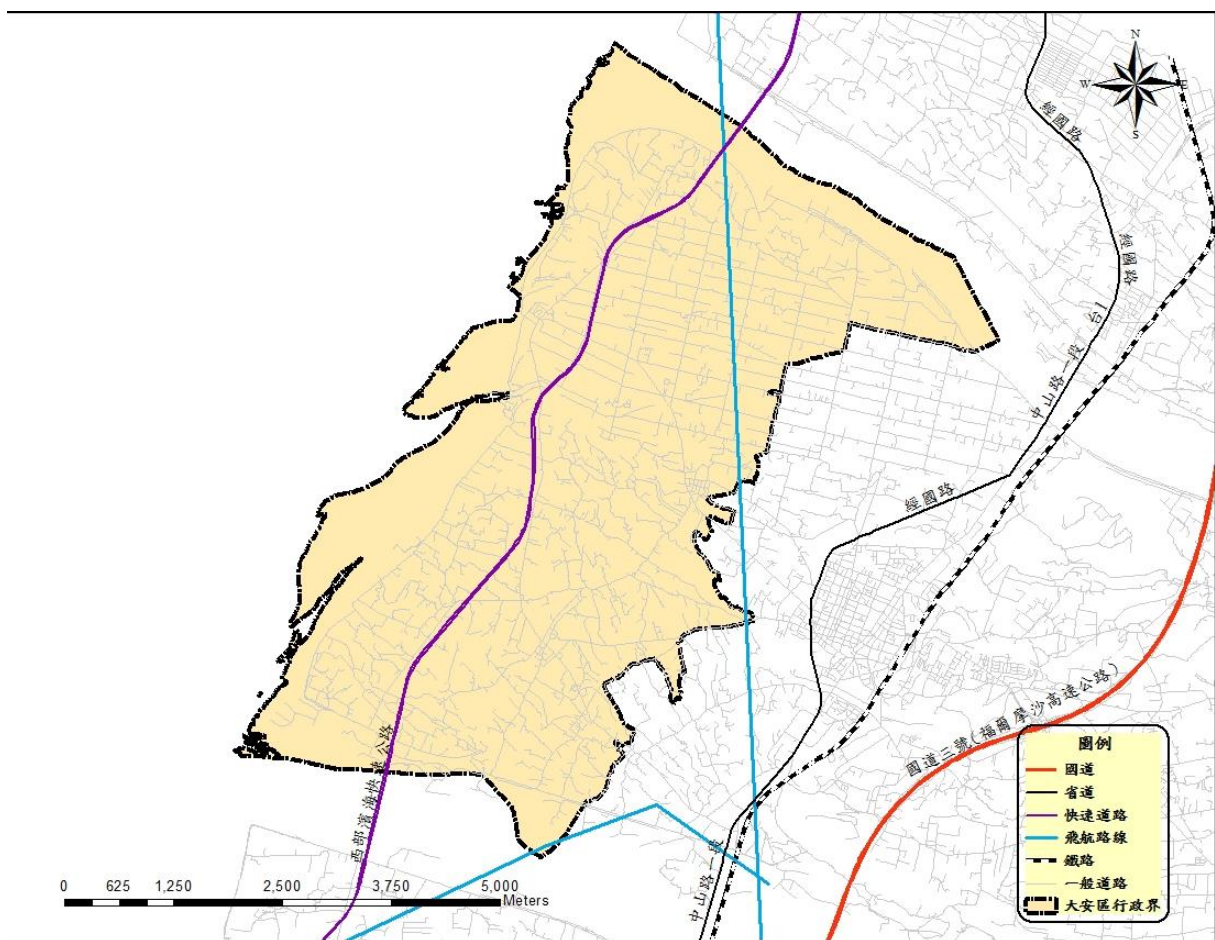 N
W
E
S
經國路
經國路
台1
中山路一段
經國路
國道三號(福爾摩沙高速公路)
西部濱海快速公路
中山路一段
0 625 1,250 2,500 3,750 5,000
Meters
圖例
國道
省道
快速道路
飛航路線
鐵路
一般道路
大安區行政界